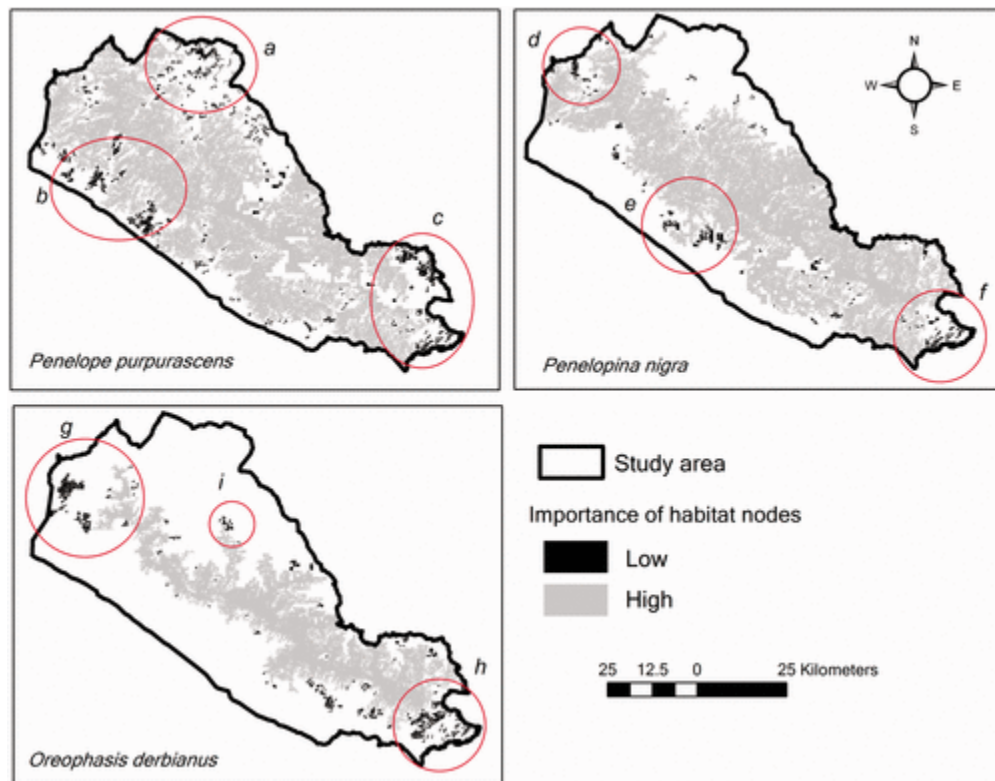 a
b
c
Penelope purpurascens
d
e
f
N
W E
S
Penelopina nigra
g
i
h
Oreophasis derbianus
Study area
Importance of habitat nodes
Low
High
25 12.5 0 25 Kilometers